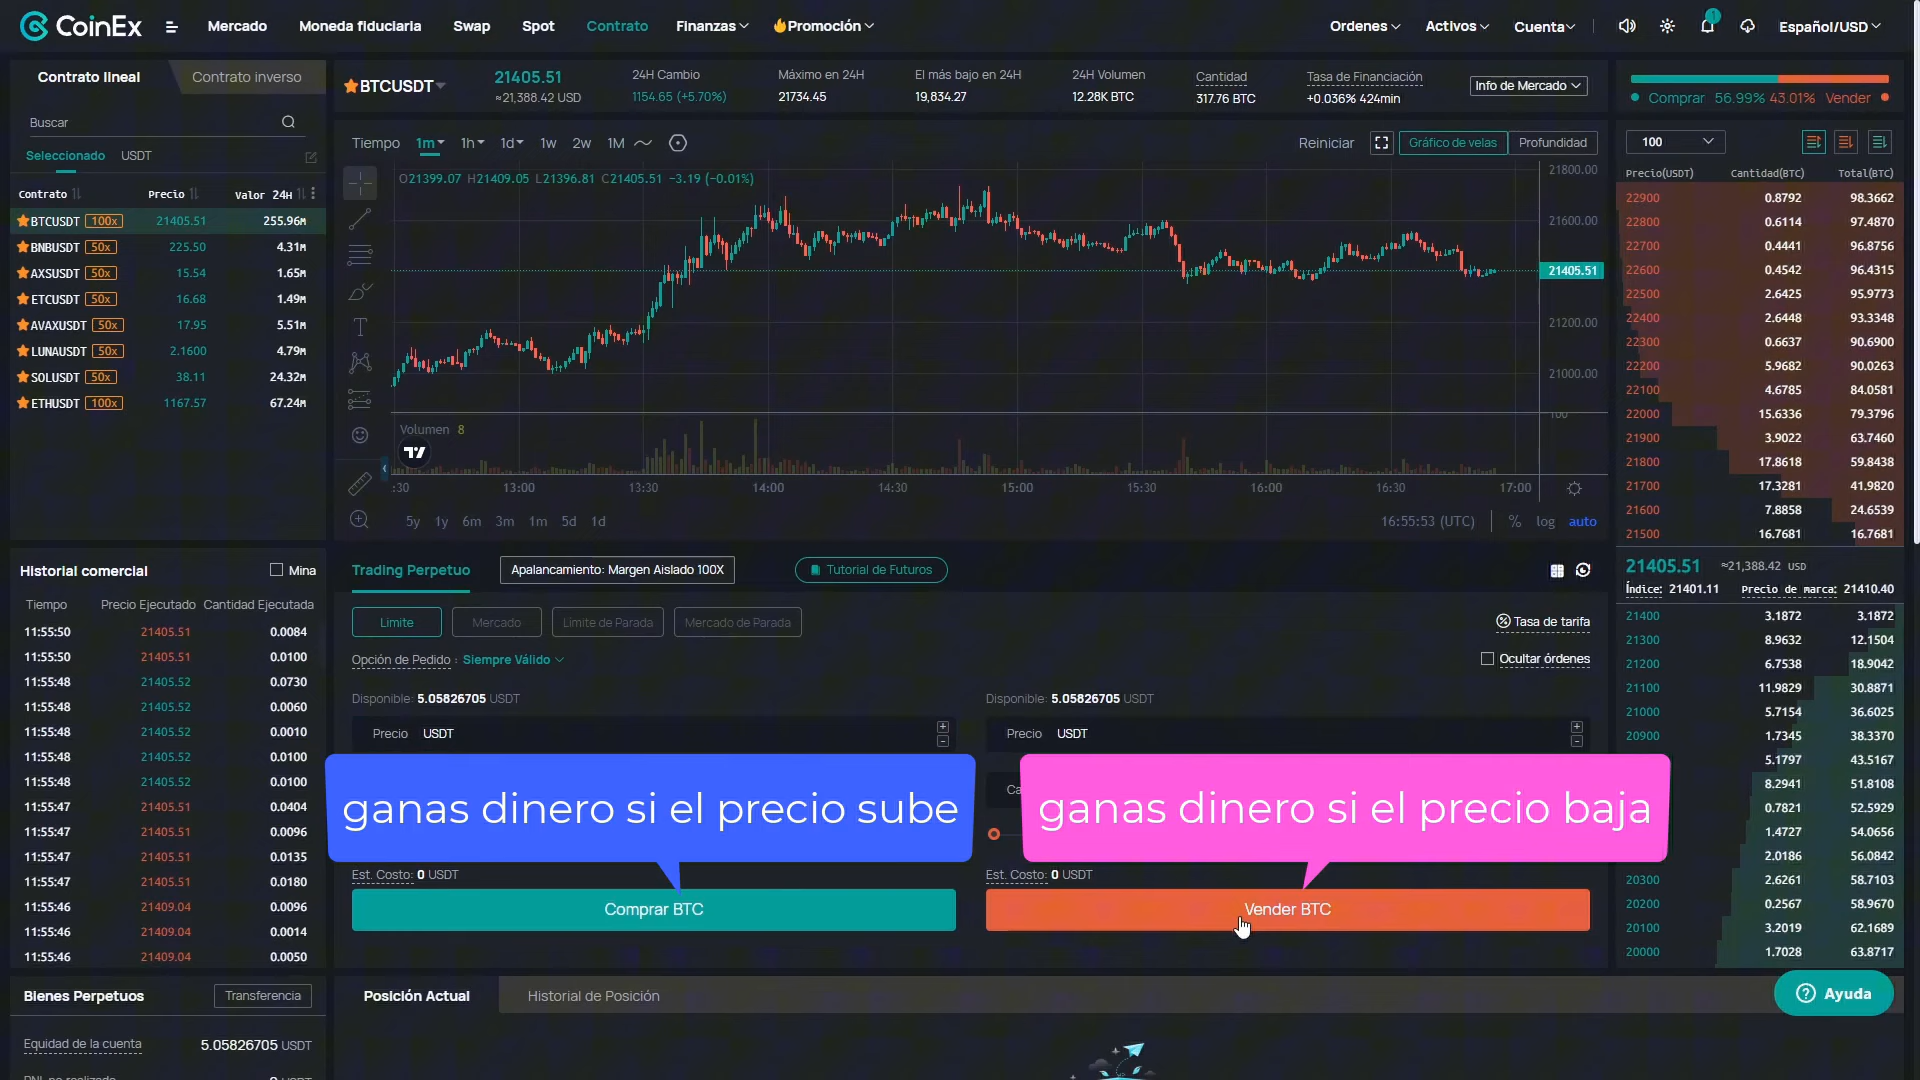 CoinEx
Mercado
Moneda fiduciaria
Swap
Spot
Contrato
Finanzas
Promoción
Ordenes
Activos
Cuenta
1
Español/USD
Contrato lineal
Contrato inverso
Buscar
Seleccionado USDT
Contrato Precio Valor 24H
BTCUSDT 100x 21405.51 255.96M
BNBUSDT 50x 225.50 4.31M
AXSUSDT 50x 15.54 1.65M
ETCUSDT 50x 16.68 1.49M
AVAXUSDT 50x 17.95 5.51M
LUNAUSDT 50x 2.1600 4.79M
SOLUSDT 50x 38.11 24.32M
ETHUSDT 100x 1167.57 67.24M
BTCUSDT
21405.51
≈21,388.42 USD
24H Cambio
1154.65 (+5.70%)
Máximo en 24H
21734.45
El más bajo en 24H
19,834.27
24H Volumen
12.28K BTC
Cantidad
317.76 BTC
Tasa de Financiación
+0.036% 424min
Info de Mercado
Comprar 56.99% 43.01% Vender
Tiempo 1m 1h 1d 1w 2w 1M
Reiniciar
Gráfico de velas
Profundidad
O21399.07 H21409.05 L21396.81 C21405.51 −3.19 (−0.01%)
21800.00
21600.00
21405.51
21200.00
21000.00
100
Volumen 8
:30 13:00 13:30 14:00 14:30 15:00 15:30 16:00 16:30 17:00
5y 1y 6m 3m 1m 5d 1d
16:55:53 (UTC) % log auto
100
Precio(USDT) Cantidad(BTC) Total(BTC)
22900 0.8792 98.3662
22800 0.6114 97.4870
22700 0.4441 96.8756
22600 0.4542 96.4315
22500 2.6425 95.9773
22400 2.6448 93.3348
22300 0.6637 90.6900
22200 5.9682 90.0263
22100 4.6785 84.0581
22000 15.6336 79.3796
21900 3.9022 63.7460
21800 17.8618 59.8438
21700 17.3281 41.9820
21600 7.8858 24.6539
21500 16.7681 16.7681
21405.51 ≈21,388.42 USD
Índice: 21401.11 Precio de marca: 21410.40
21400 3.1872 3.1872
21300 8.9632 12.1504
21200 6.7538 18.9042
21100 11.9829 30.8871
21000 5.7154 36.6025
20900 1.7345 38.3370
5.1797 43.5167
8.2941 51.8108
0.7821 52.5929
1.4727 54.0656
2.0186 56.0842
20300 2.6261 58.7103
20200 0.2567 58.9670
20100 3.2019 62.1689
20000 1.7028 63.8717
Historial comercial
Mina
Tiempo Precio Ejecutado Cantidad Ejecutada
11:55:50 21405.51 0.0084
11:55:50 21405.51 0.0100
11:55:48 21405.52 0.0730
11:55:48 21405.52 0.0060
11:55:48 21405.52 0.0010
11:55:48 21405.52 0.0100
11:55:48 21405.52 0.0100
11:55:47 21405.51 0.0404
11:55:47 21405.51 0.0096
11:55:47 21405.51 0.0135
11:55:47 21405.51 0.0180
11:55:46 21409.04 0.0096
11:55:46 21409.04 0.0014
11:55:46 21409.04 0.0050
Trading Perpetuo
Apalancamiento: Margen Aislado 100X
Tutorial de Futuros
Limite
Mercado
Limite de Parada
Mercado de Parada
Tasa de tarifa
Opción de Pedido : Siempre Válido
Ocultar órdenes
Disponible: 5.05826705 USDT
Precio USDT
ganas dinero si el precio sube
Est. Costo: 0 USDT
Comprar BTC
Disponible: 5.05826705 USDT
Precio USDT
Ca
ganas dinero si el precio baja
Est. Costo: 0 USDT
Vender BTC
Bienes Perpetuos
Transferencia
Equidad de la cuenta 5.05826705 USDT
PNL no realizado 0 USDT
Posición Actual
Historial de Posición
Ayuda